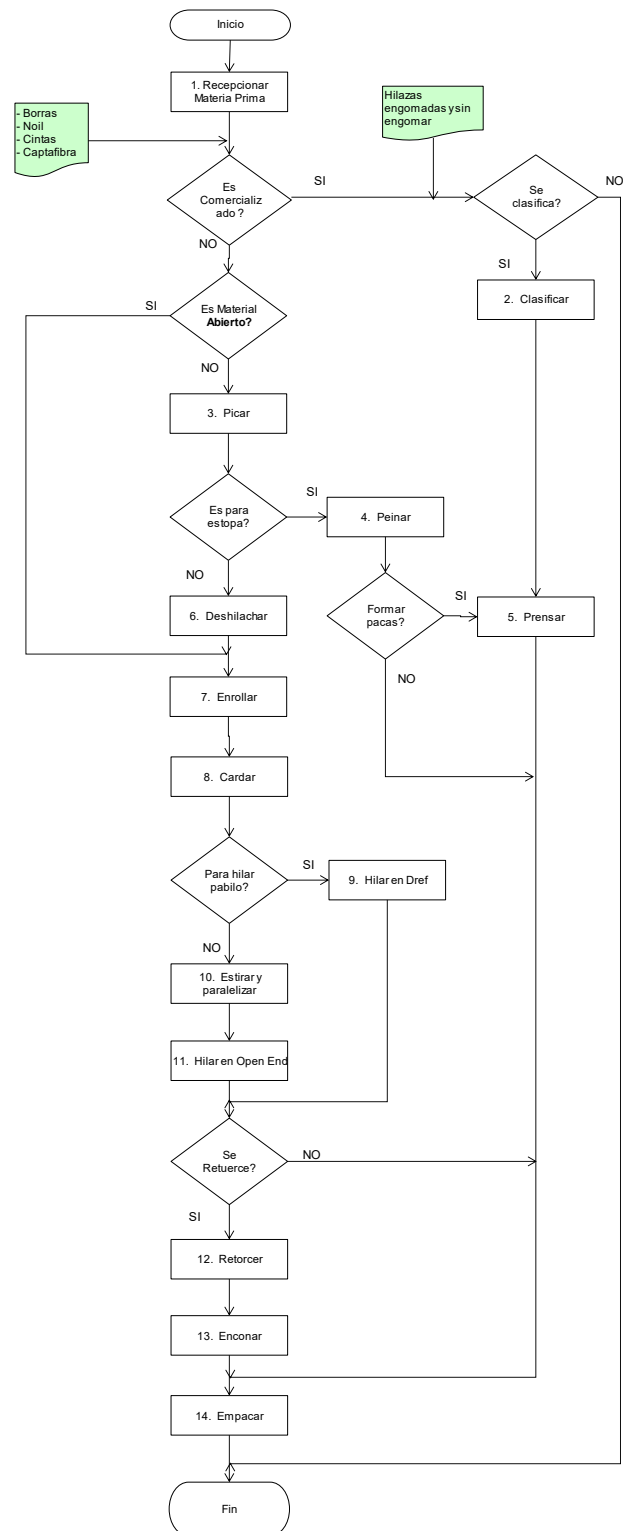 Inicio
1. Recepcionar
Materia Prima
- Borras
- Noil
- Cintas
- Captafibra
Hilazas
engomadas y sin
engomar
Es
Comercializ
ado ?
SI
Se
clasifica?
NO
NO
SI
2. Clasificar
SI
Es Material
Abierto?
NO
3. Picar
Es para
estopa?
SI
4. Peinar
NO
Formar
pacas?
SI
5. Prensar
6. Deshilachar
NO
7. Enrollar
8. Cardar
Para hilar
pabilo?
SI
9. Hilar en Dref
NO
10. Estirar y
paralelizar
11. Hilar en Open End
Se
Retuerce?
NO
SI
12. Retorcer
13. Enconar
14. Empacar
Fin